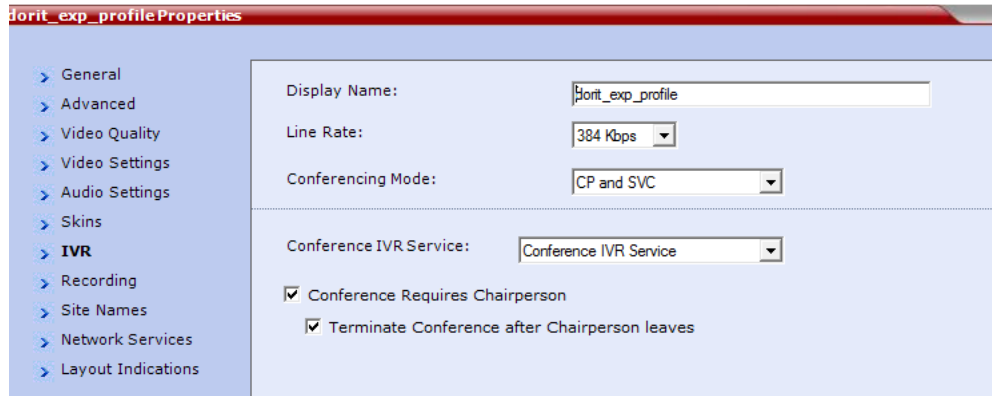 dorit_exp_profile Properties
General
Advanced
Video Quality
Video Settings
Audio Settings
Skins
IVR
Recording
Site Names
Network Services
Layout Indications
Display Name: dorit_exp_profile
Line Rate: 384 Kbps
Conferencing Mode: CP and SVC
Conference IVR Service: Conference IVR Service
Conference Requires Chairperson
Terminate Conference after Chairperson leaves